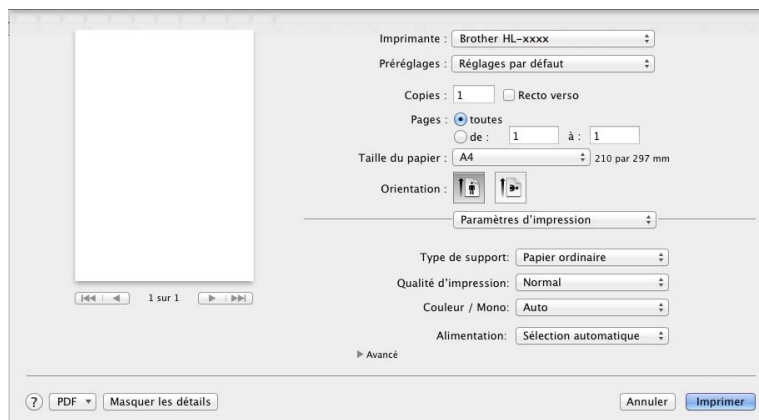 Imprimante : Brother HL-xxxx
Préréglages : Réglages par défaut
Copies : 1 Recto verso
Pages : toutes
de : 1 à : 1
Taille du papier : A4 210 par 297 mm
Orientation :
Paramètres d'impression
Type de support: Papier ordinaire
Qualité d'impression: Normal
Couleur / Mono: Auto
Alimentation: Sélection automatique
Avancé
1 sur 1
? PDF Masquer les détails Annuler Imprimer